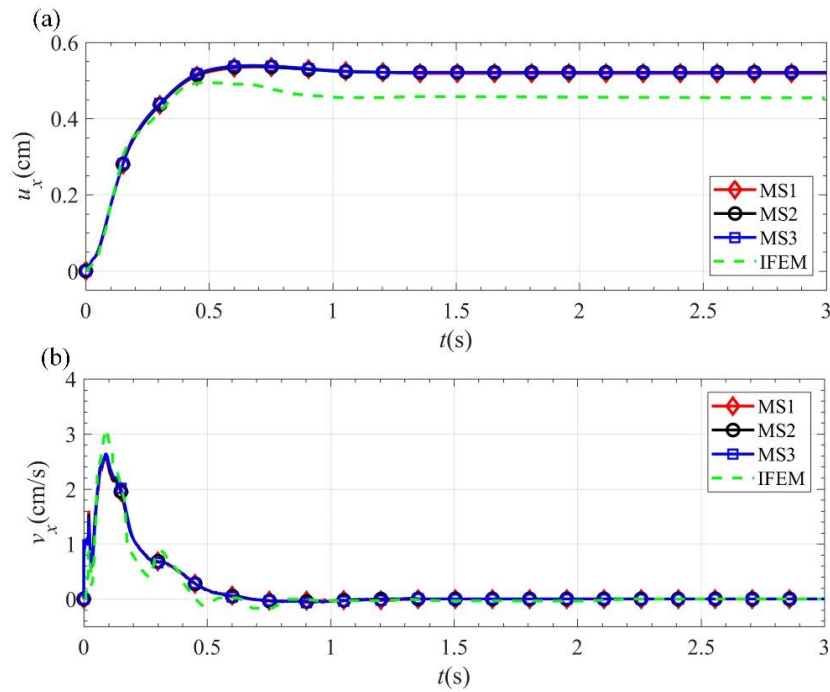 (a)
0.6
0.4
0.2
0
u_x(cm)
MS1
MS2
MS3
IFEM
0 0.5 1 1.5 2 2.5 3
t(s)
(b)
4
3
2
1
0
v_x(cm/s)
MS1
MS2
MS3
IFEM
0 0.5 1 1.5 2 2.5 3
t(s)